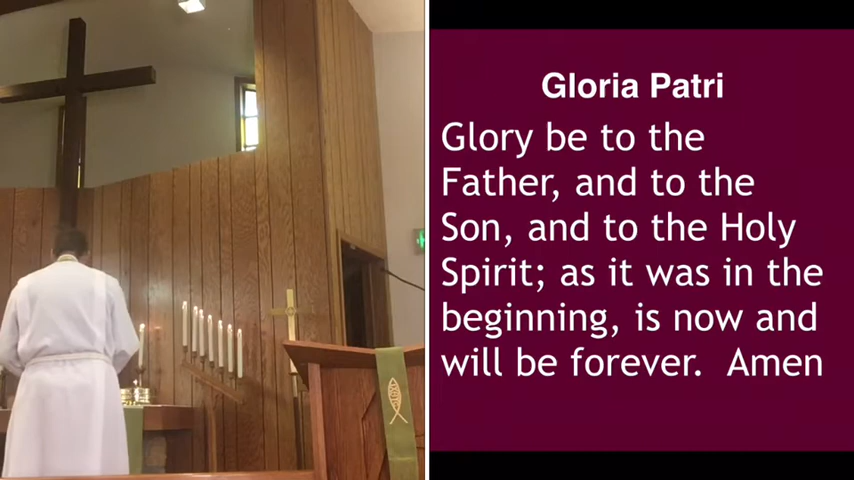 Gloria Patri
Glory be to the
Father, and to the
Son, and to the Holy
Spirit; as it was in the
beginning, is now and
will be forever.  Amen